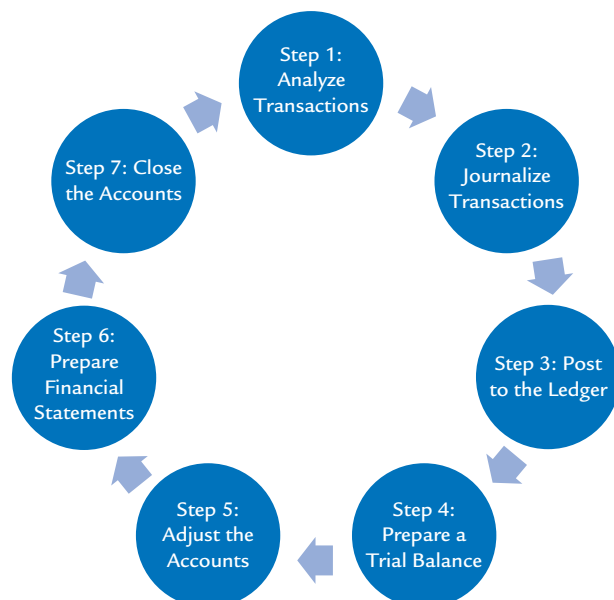 Step 1:
Analyze
Transactions
Step 2:
Journalize
Transactions
Step 3: Post
to the Ledger
Step 4:
Prepare a
Trial Balance
Step 5:
Adjust the
Accounts
Step 6:
Prepare
Financial
Statements
Step 7: Close
the Accounts